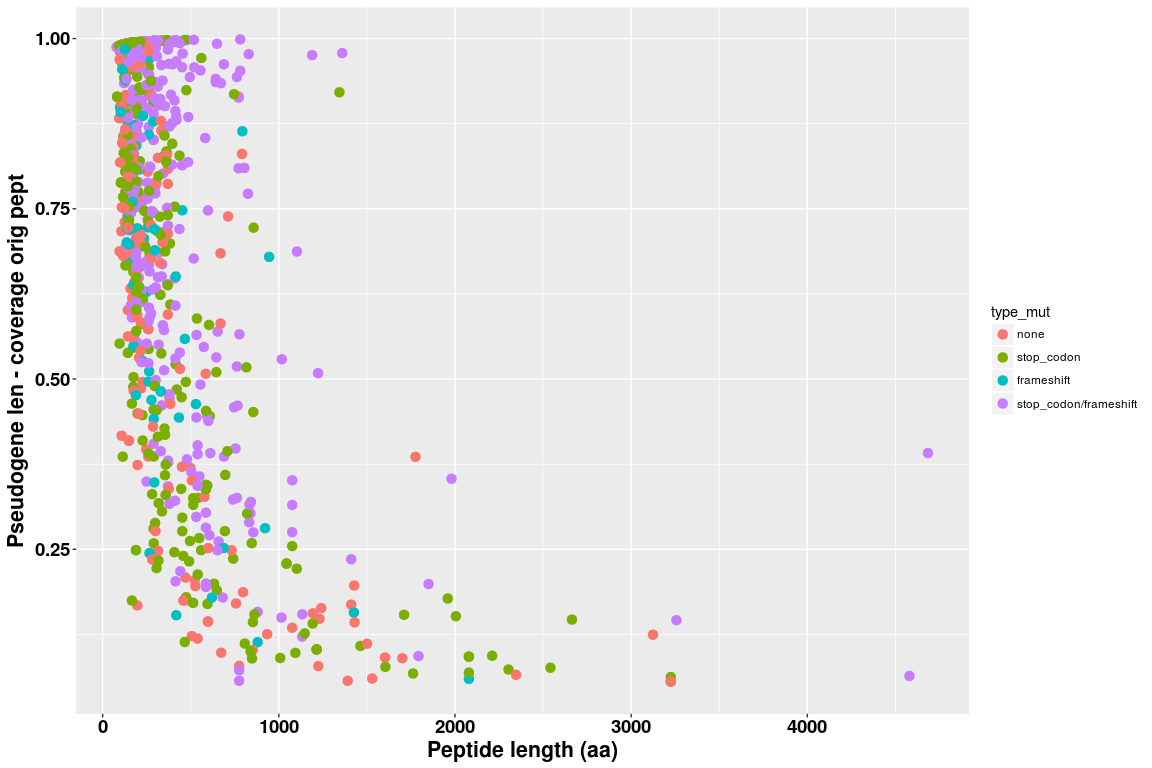 Pseudogene len - coverage orig pept
1.00
0.75
0.50
0.25
0
1000
2000
3000
4000
Peptide length (aa)
type_mut
none
stop_codon
frameshift
stop_codon/frameshift